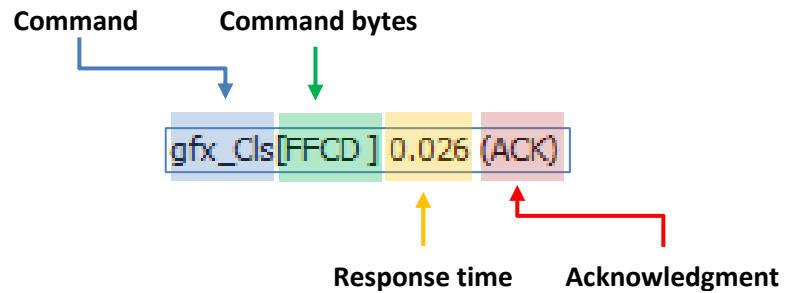 Command Command bytes
gfx_Cls[FFCD ] 0.026 (ACK)
Response time Acknowledgment